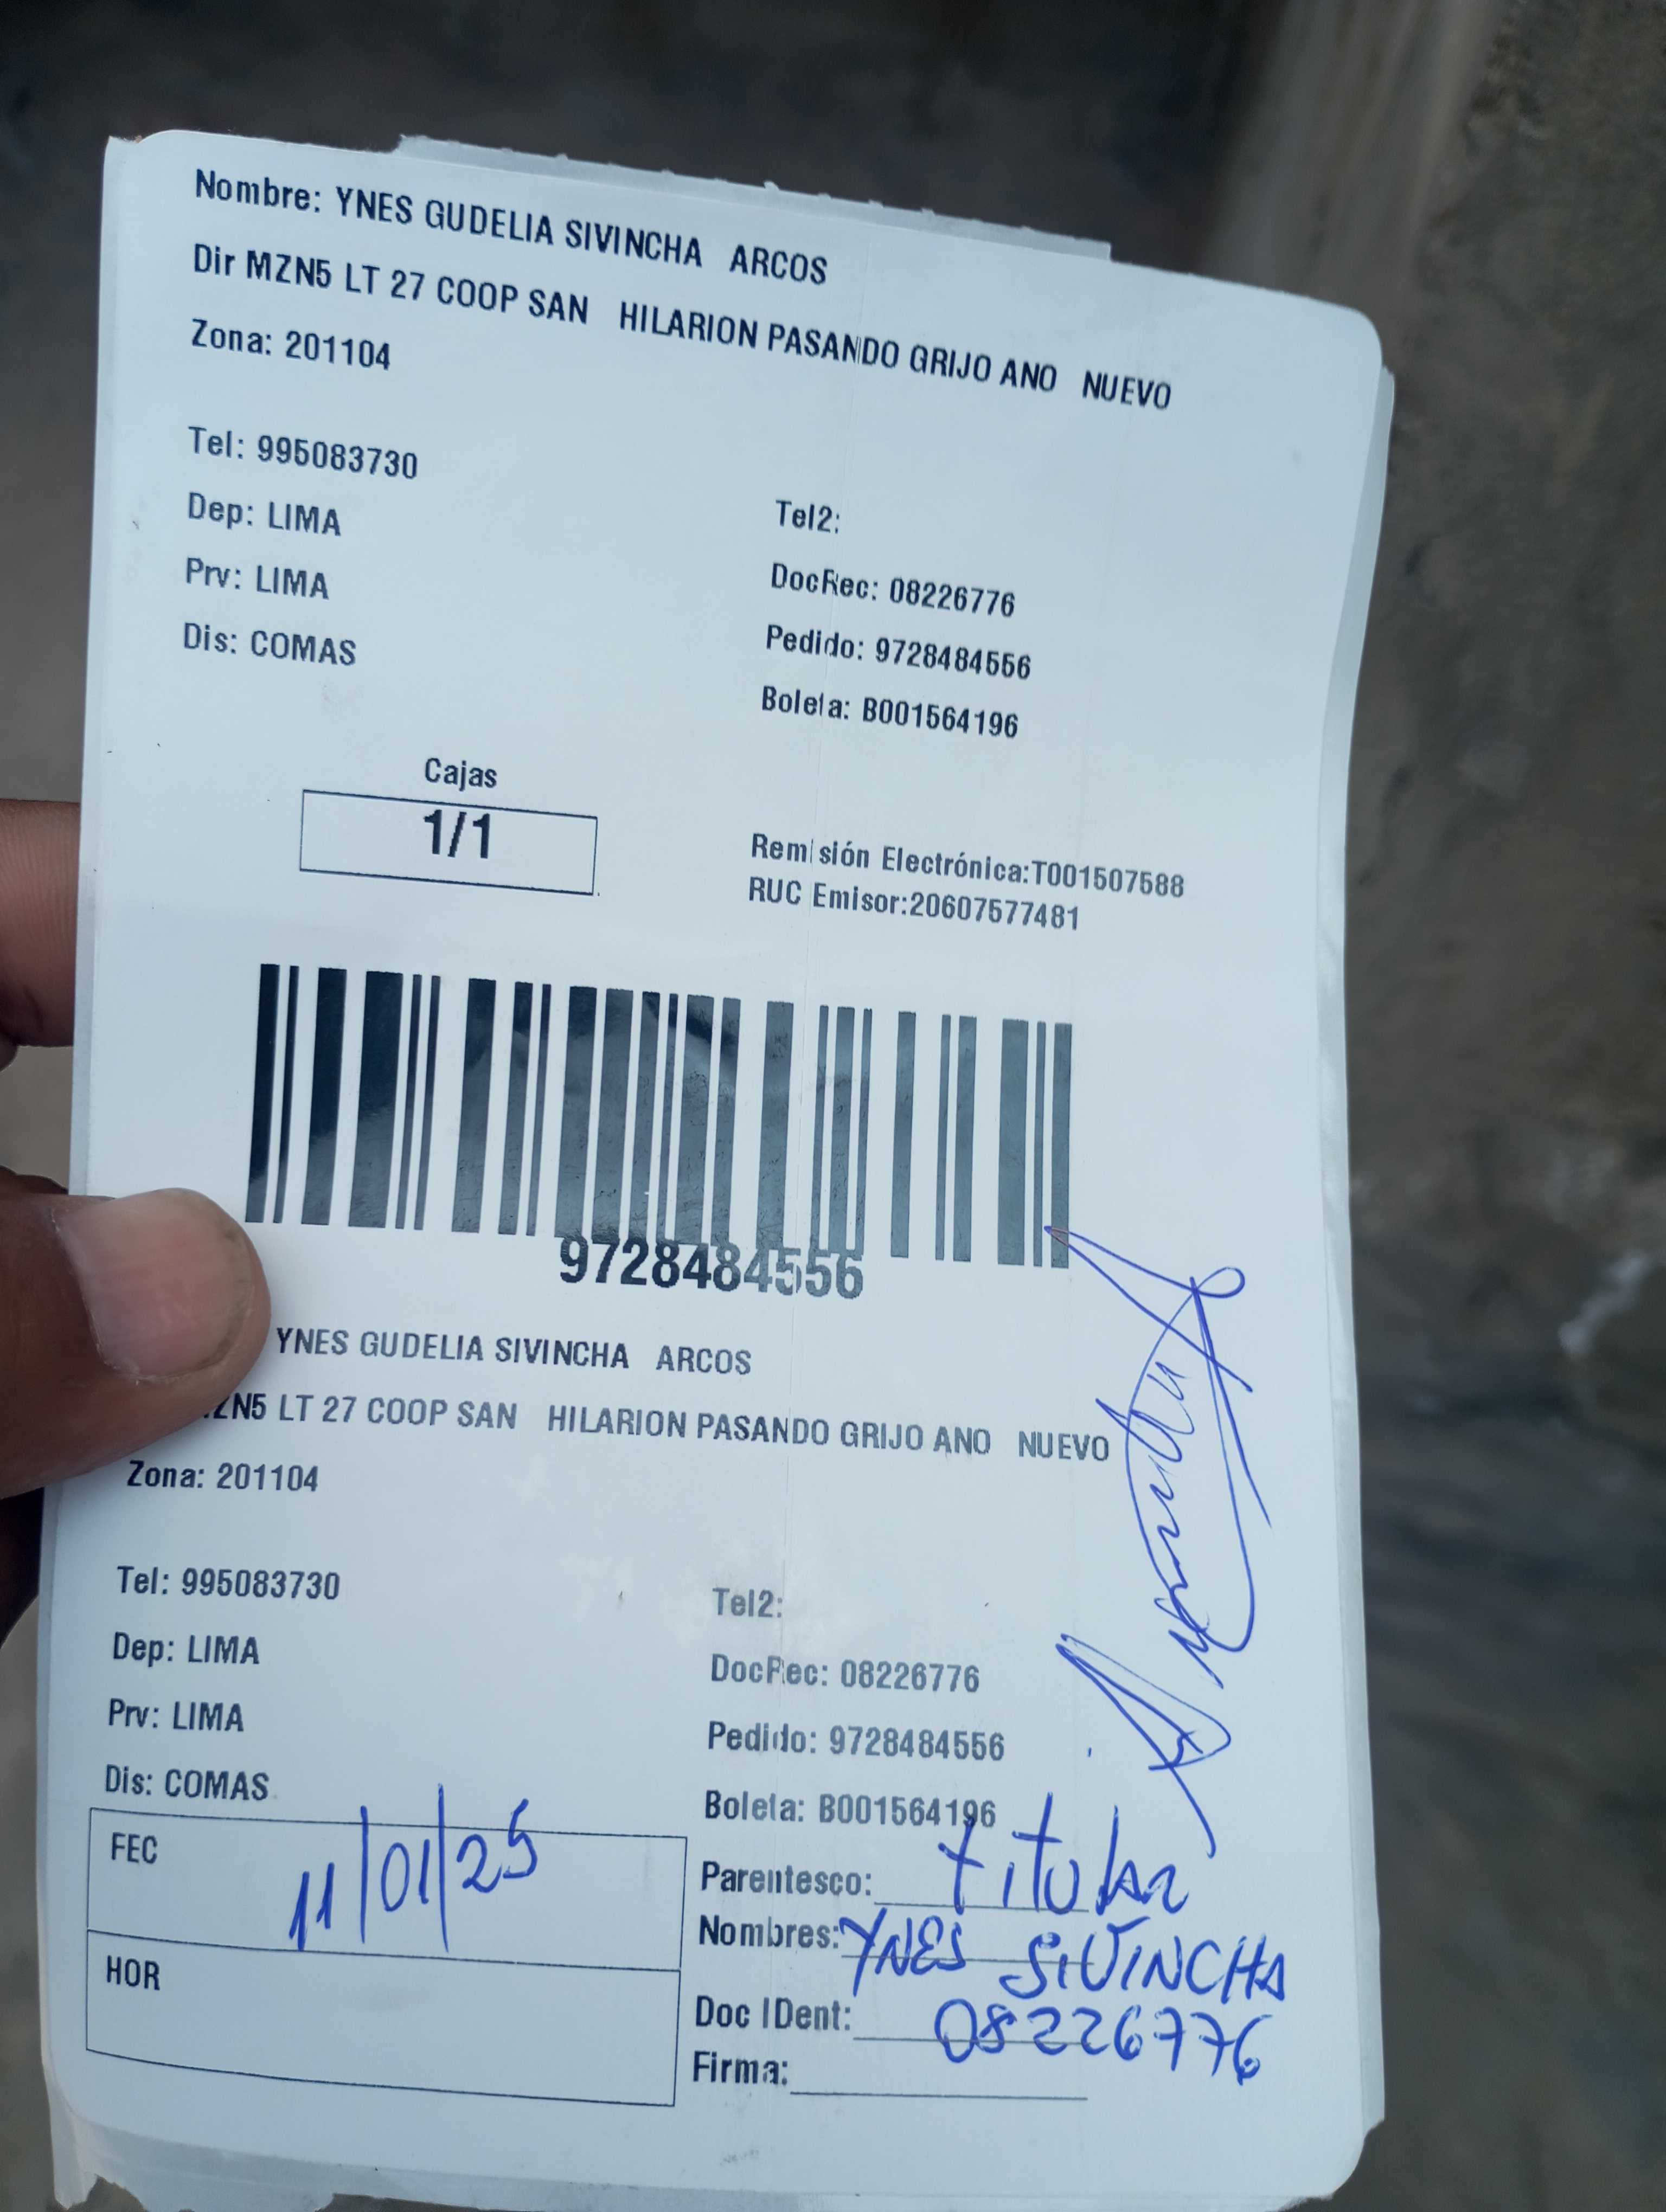 Nombre: YNES GUDELIA SIVINCHA ARCOS
Dir MZN5 LT 27 COOP SAN HILARION PASANDO GRIJO ANO NUEVO
Zona: 201104
Tel: 995083730
Tel2:
Dep: LIMA
DocRec: 08226776
Prv: LIMA
Pedido: 9728484556
Dis: COMAS
Boleta: B001564196
Cajas
1/1
Remisión Electrónica:T001507588
RUC Emisor:20607577481
9728484556
YNES GUDELIA SIVINCHA ARCOS
ZN5 LT 27 COOP SAN HILARION PASANDO GRIJO ANO NUEVO
Zona: 201104
Tel: 995083730
Tel2:
Dep: LIMA
DocRec: 08226776
Prv: LIMA
Pedido: 9728484556
Dis: COMAS
Boleta: B001564196
FEC 11/01/25
Parentesco: titular
Nombres: YNES SIVINCHA
HOR
Doc IDent: 08226776
Firma: